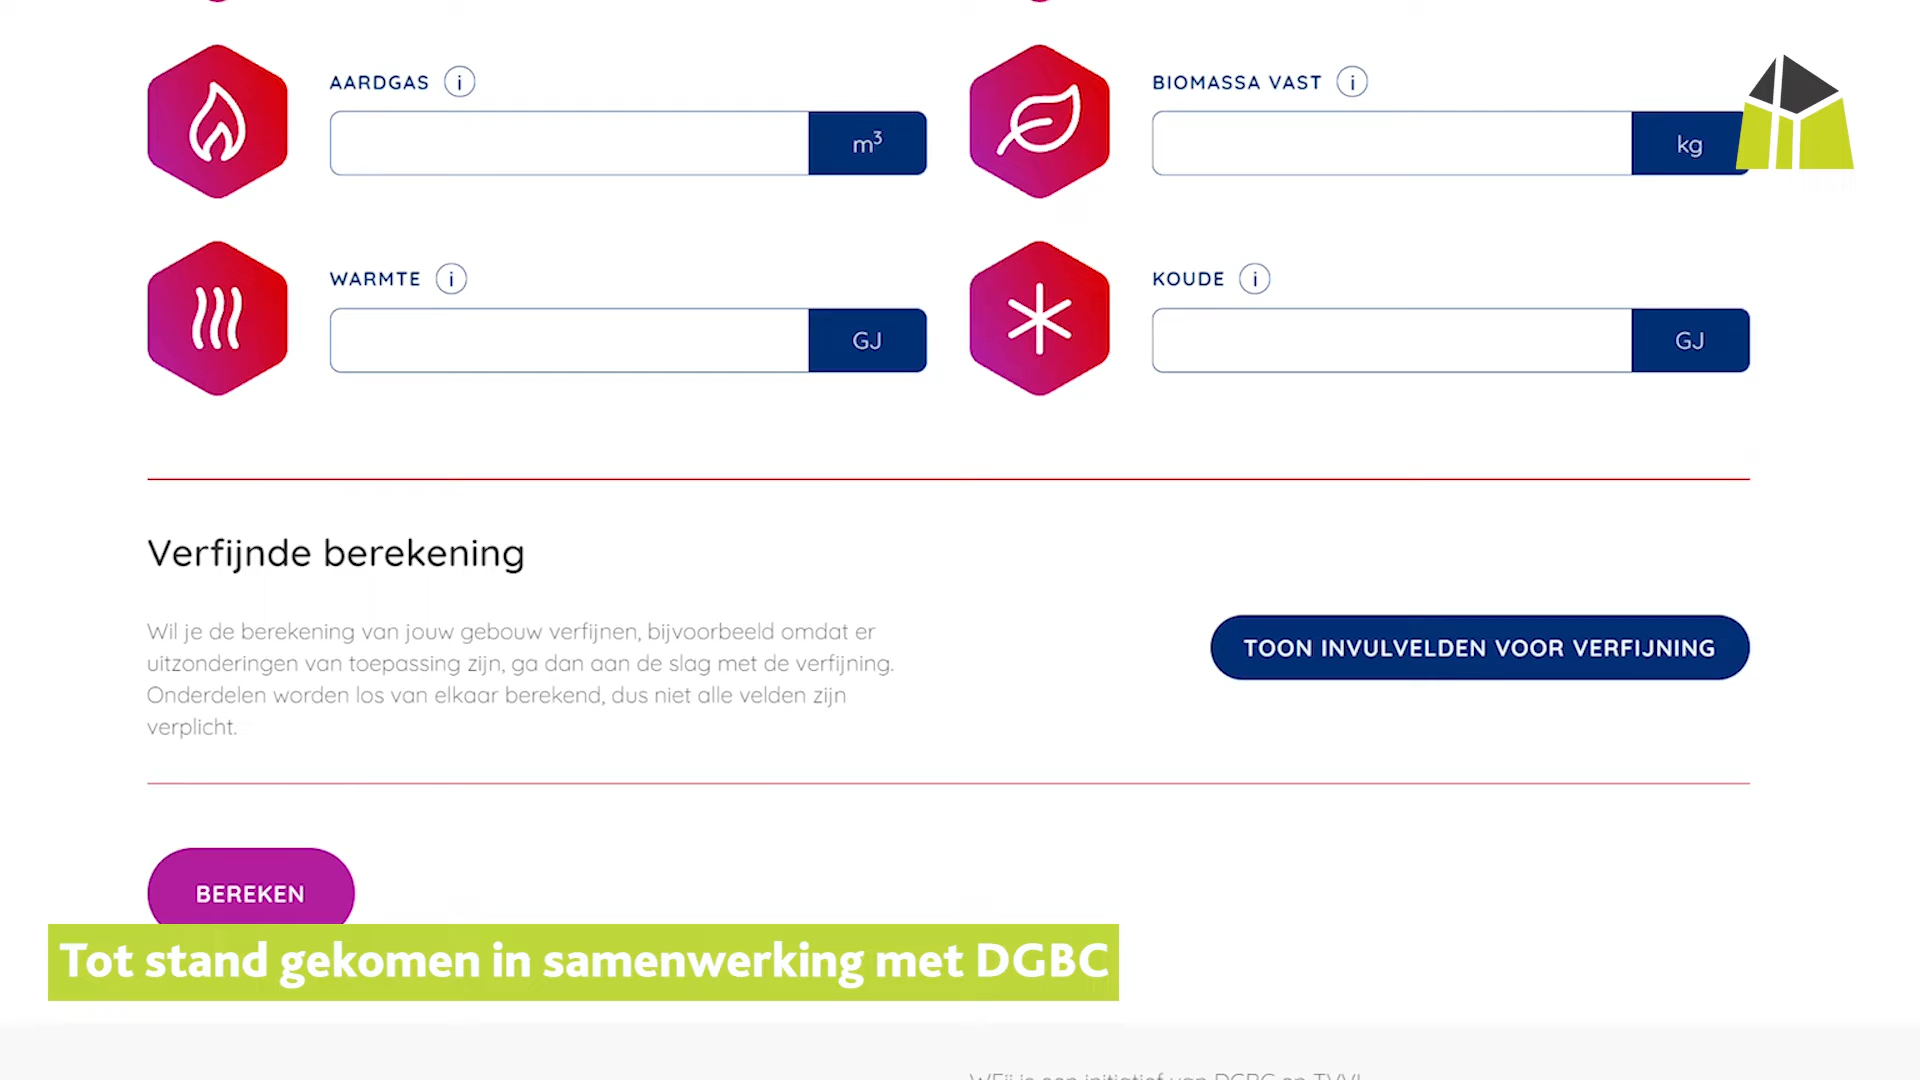 AARDGAS i
m³
BIOMASSA VAST i
kg
WARMTE i
GJ
KOUDE i
GJ
Verfijnde berekening
Wil je de berekening van jouw gebouw verfijnen, bijvoorbeeld omdat er
uitzonderingen van toepassing zijn, ga dan aan de slag met de verfijning.
Onderdelen worden los van elkaar berekend, dus niet alle velden zijn
verplicht.
TOON INVULVELDEN VOOR VERFIJNING
BEREKEN
Tot stand gekomen in samenwerking met DGBC